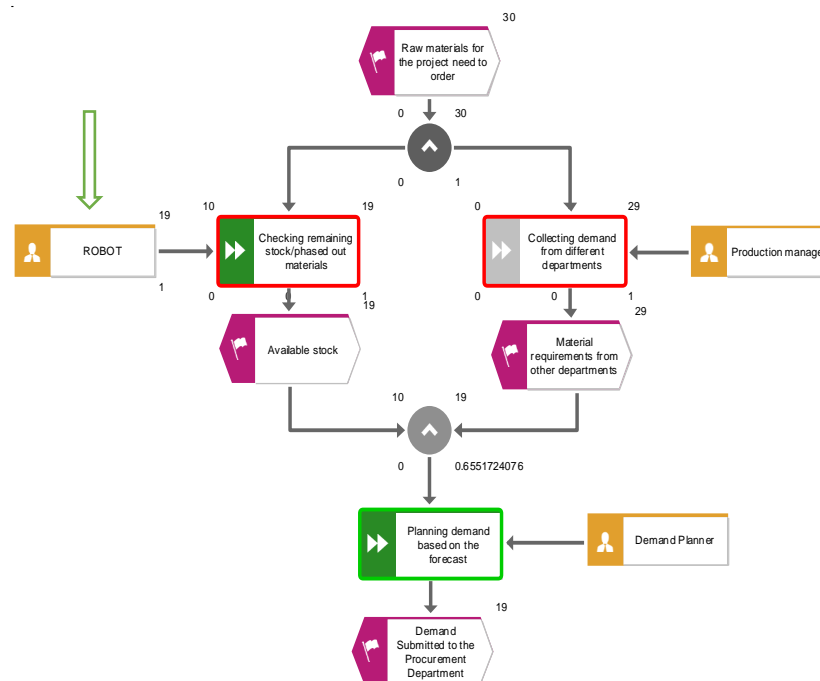 30
Raw materials for
the project need to
order
0 30
0 1
19
10 19
0 29
ROBOT
Checking remaining
stock/phased out
materials
Collecting demand
from different
departments
Production manage
1
0 0 1
0 0 1
19
29
Available stock
Material
requirements from
other departments
10 19
0 0.6551724076
Planning demand
based on the
forecast
Demand Planner
19
Demand
Submitted to the
Procurement
Department